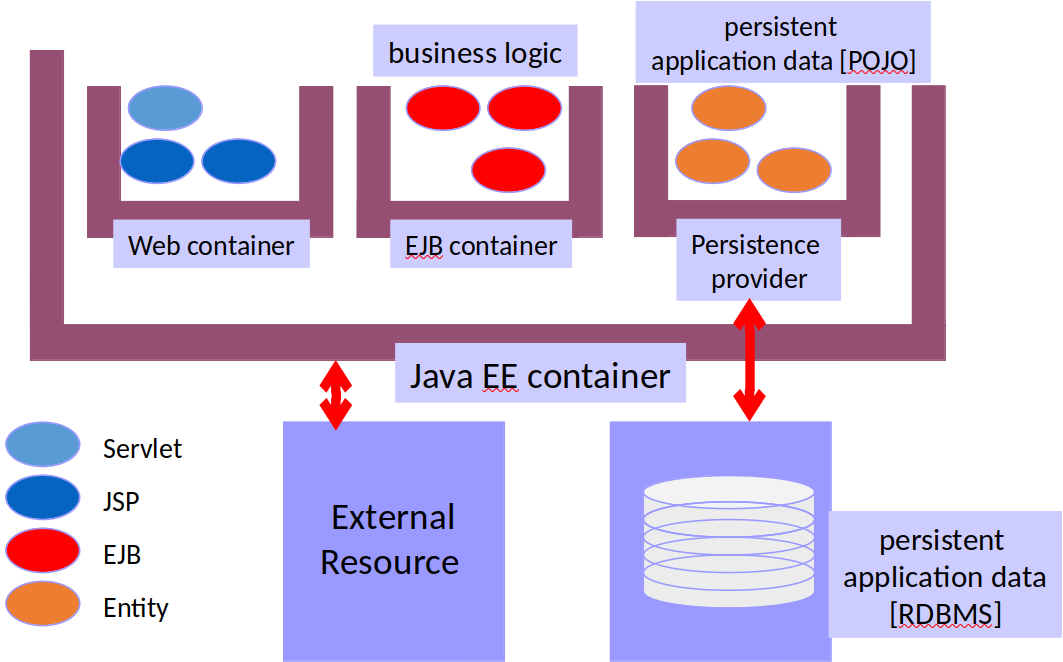 business logic
persistent
application data [POJO]
Web container
EJB container
Persistence
provider
Java EE container
Servlet
JSP
EJB
Entity
External
Resource
persistent
application data
[RDBMS]